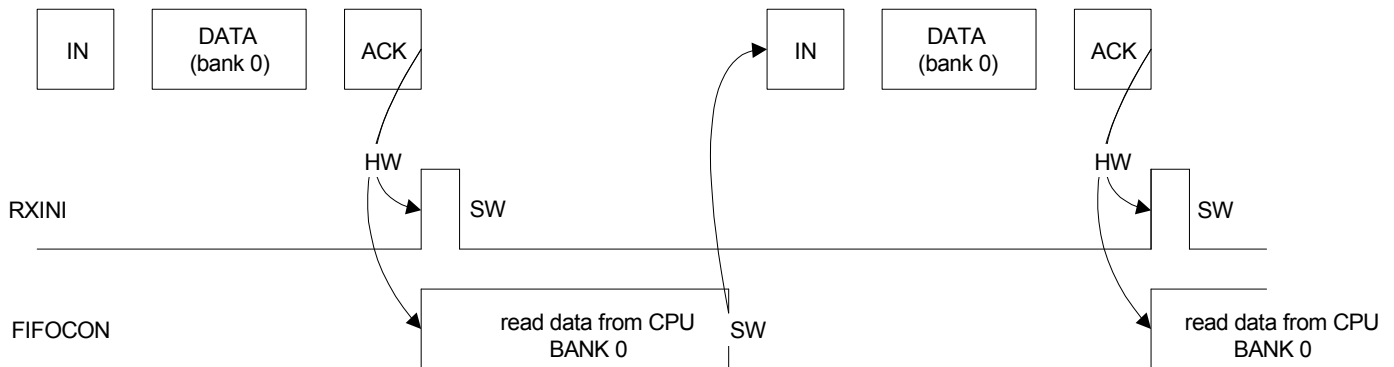 IN
DATA
(bank 0)
ACK
IN
DATA
(bank 0)
ACK
HW
HW
RXINI
SW
SW
FIFOCON
read data from CPU
BANK 0
SW
read data from CPU
BANK 0